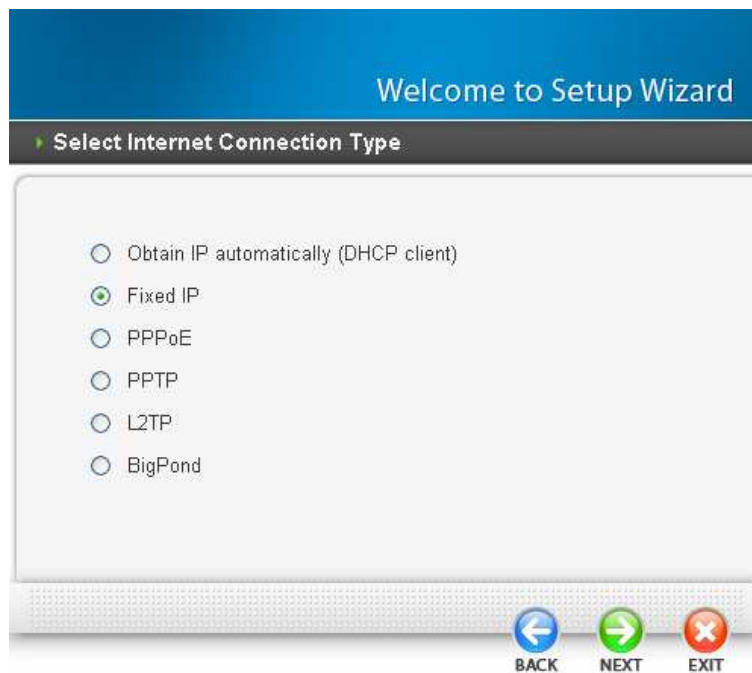 Welcome to Setup Wizard
Select Internet Connection Type
Obtain IP automatically (DHCP client)
Fixed IP
PPPoE
PPTP
L2TP
BigPond
BACK NEXT EXIT